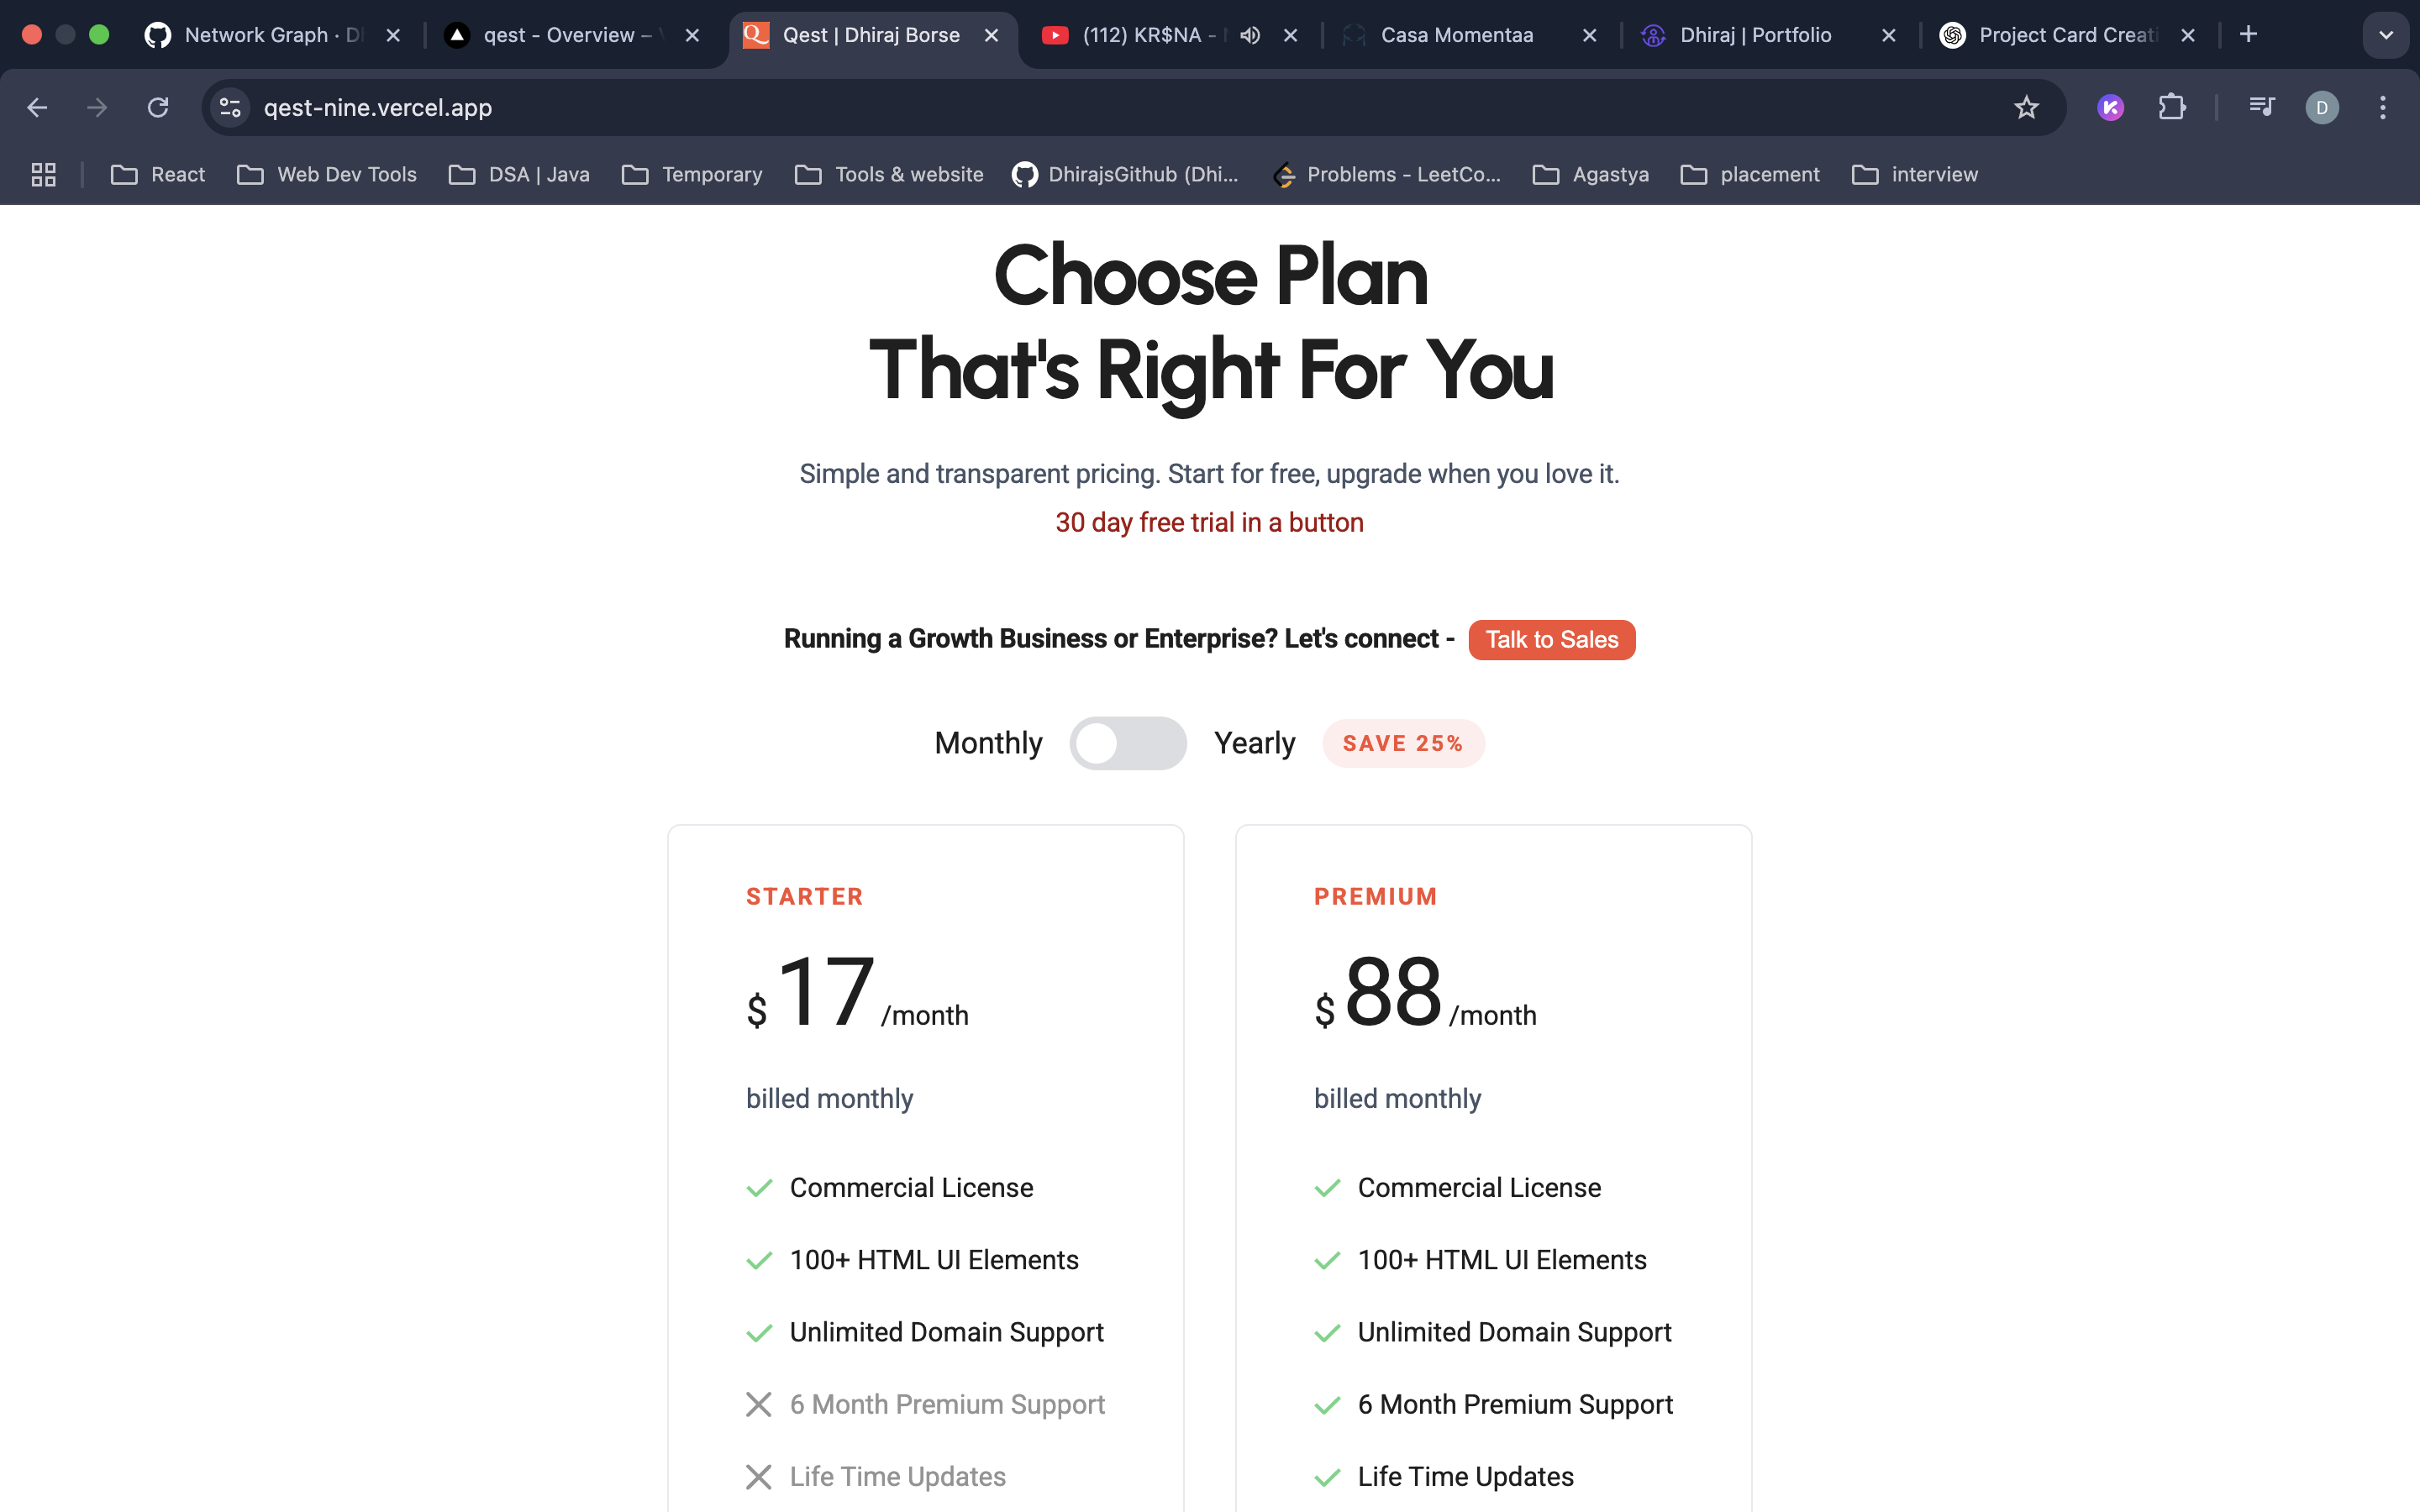 Network Graph · D
qest - Overview –
Qest | Dhiraj Borse
(112) KR$NA -
Casa Momentaa
Dhiraj | Portfolio
Project Card Creati
qest-nine.vercel.app
D
React
Web Dev Tools
DSA | Java
Temporary
Tools & website
DhirajsGithub (Dhi...
Problems - LeetCo...
Agastya
placement
interview
Choose Plan
That's Right For You
Simple and transparent pricing. Start for free, upgrade when you love it.
30 day free trial in a button
Running a Growth Business or Enterprise? Let's connect - Talk to Sales
Monthly Yearly SAVE 25%
STARTER
$ 17 /month
billed monthly
Commercial License
100+ HTML UI Elements
Unlimited Domain Support
6 Month Premium Support
Life Time Updates
PREMIUM
$ 88 /month
billed monthly
Commercial License
100+ HTML UI Elements
Unlimited Domain Support
6 Month Premium Support
Life Time Updates